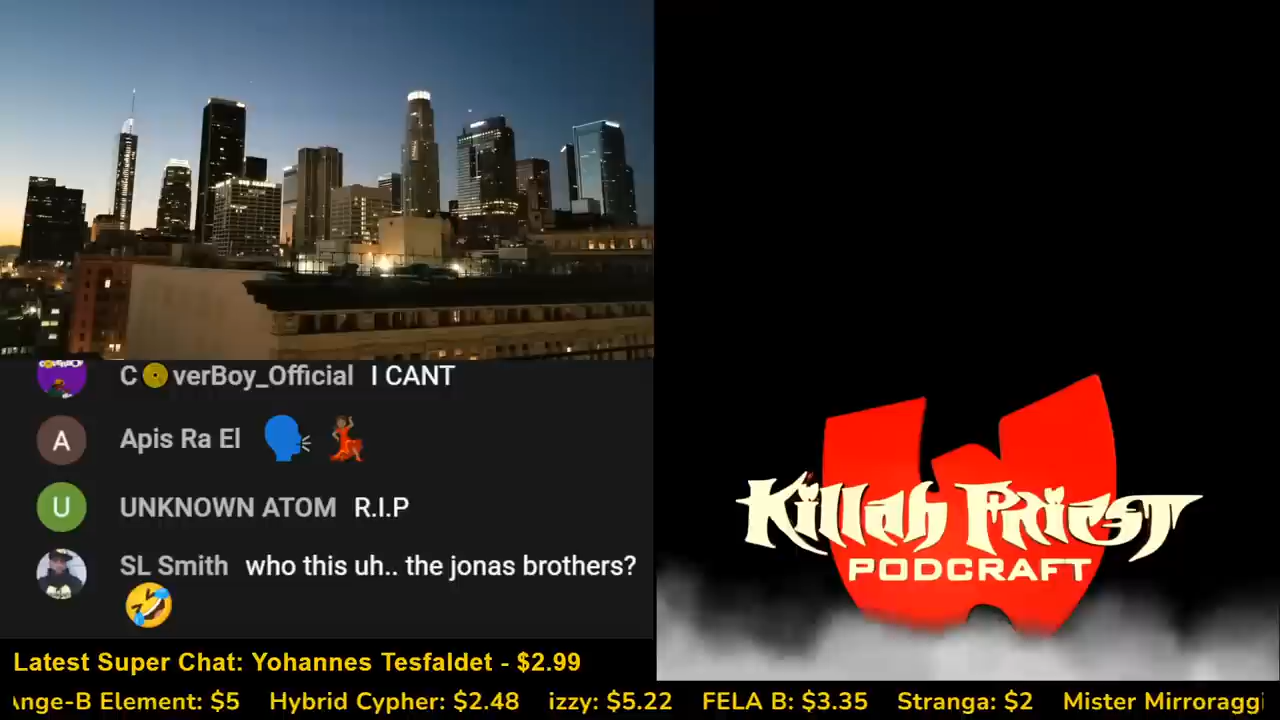 C verBoy_Official I CANT
A Apis Ra El
U UNKNOWN ATOM R.I.P
SL Smith who this uh.. the jonas brothers?
Killah Priest
PODCRAFT
Latest Super Chat: Yohannes Tesfaldet - $2.99
nge-B Element: $5 Hybrid Cypher: $2.48 izzy: $5.22 FELA B: $3.35 Stranga: $2 Mister Mirroraggi